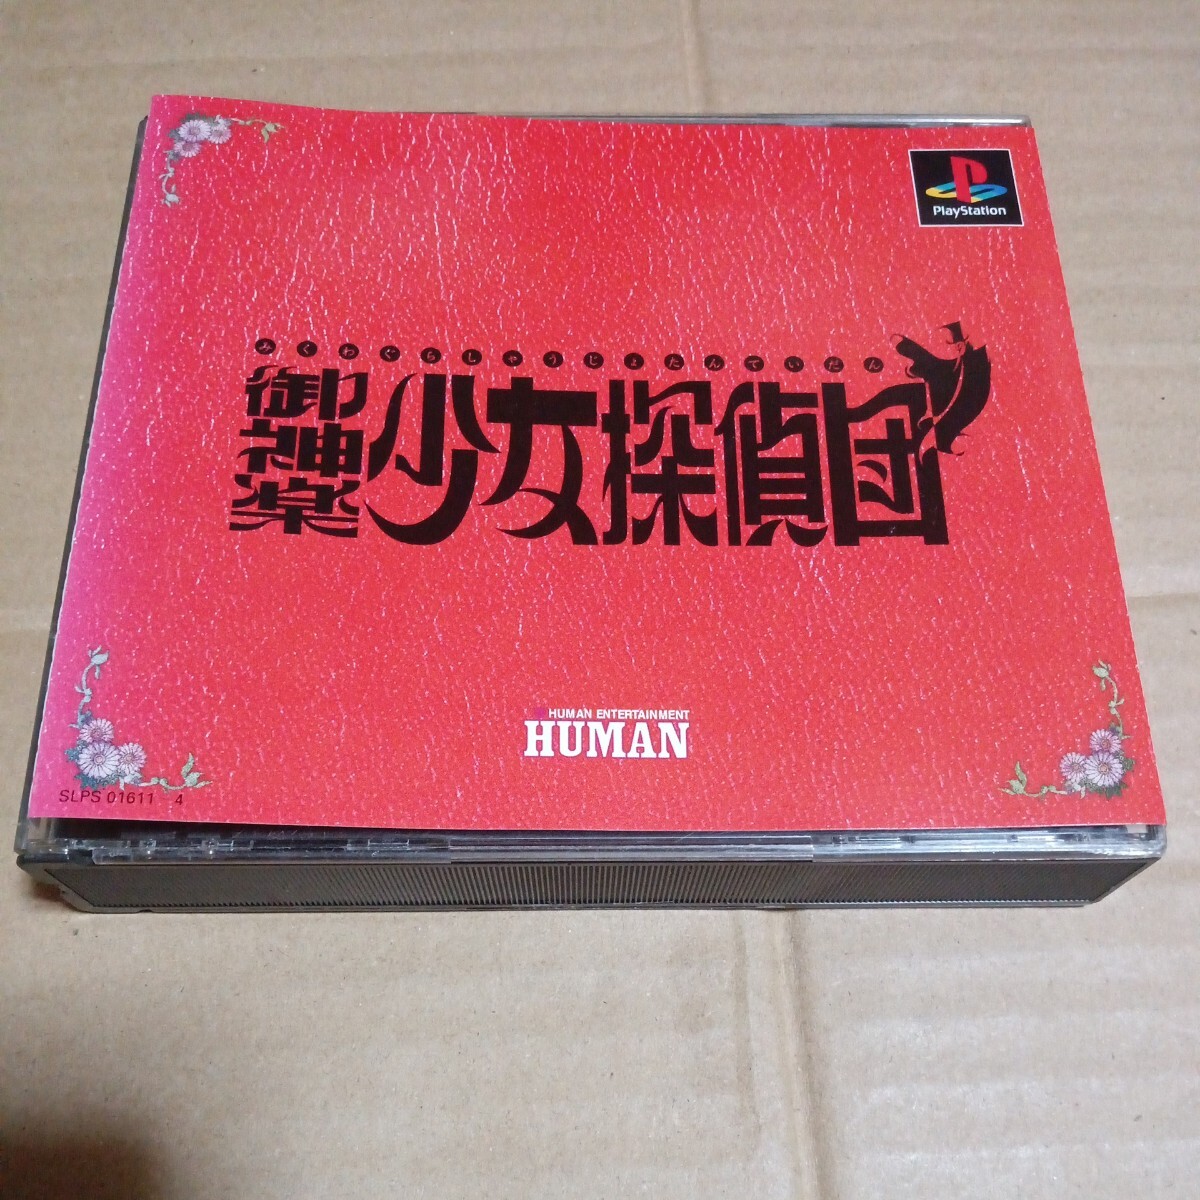 PlayStation
みくわぐらしやうじょたんていだん
御神楽少女探偵団
HUMAN ENTERTAINMENT
HUMAN
SLPS 01611 4